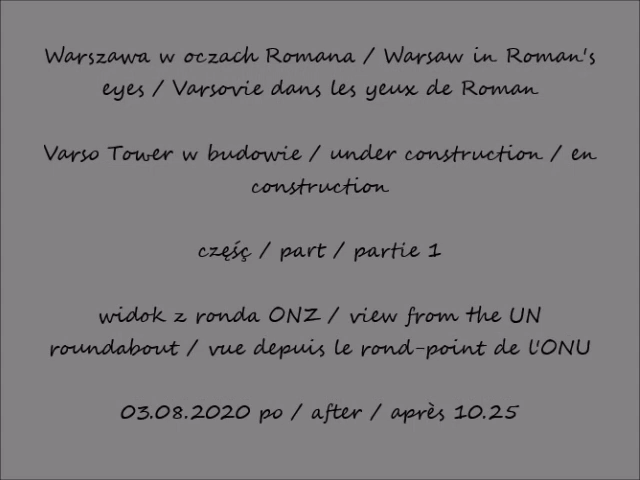 Warszawa w oczach Romana / Warsaw in Roman's
eyes / Varsovie dans les yeux de Roman
Varso Tower w budowie / under construction / en
construction
częśç / part / partie 1
widok z ronda ONZ / view from the UN
roundabout / vue depuis le rond-point de l'ONU
03.08.2020 po / after / après 10.25